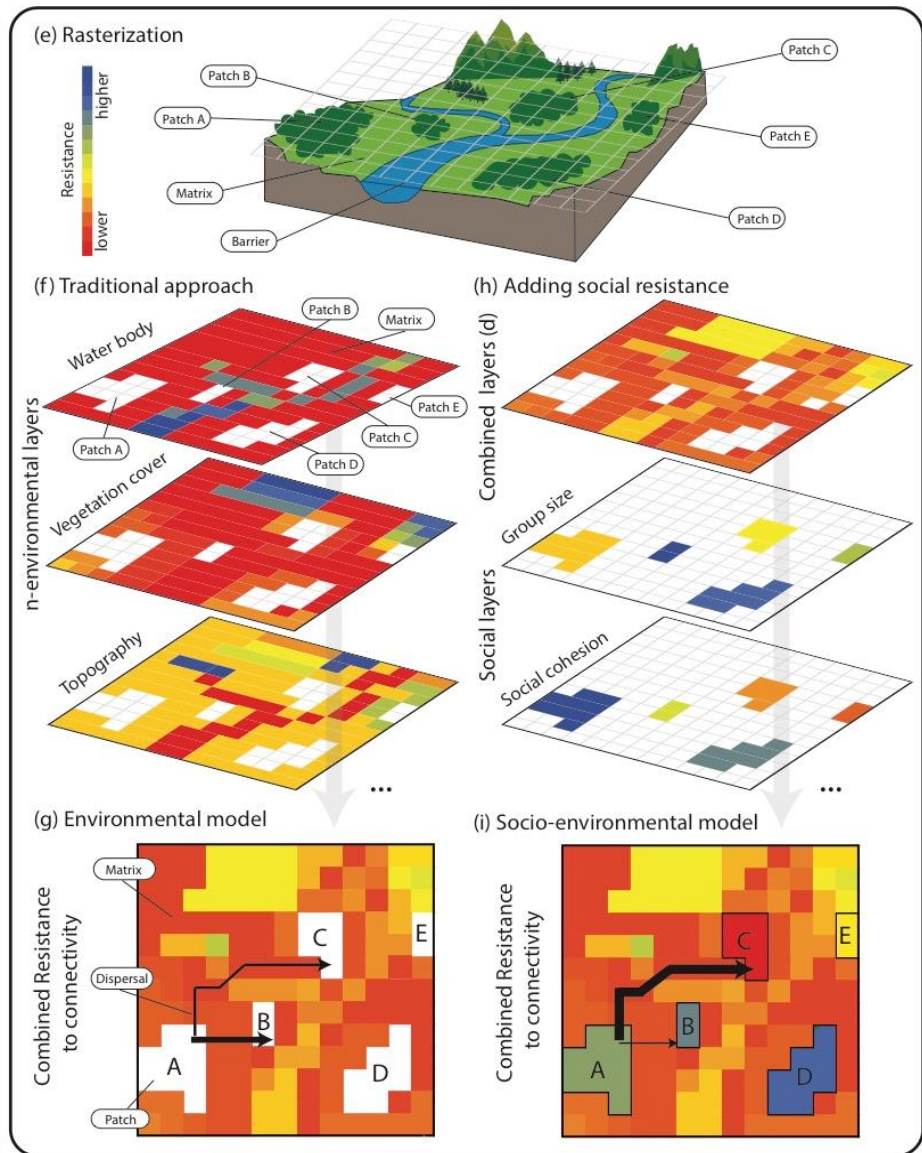 (e) Rasterization
Resistance
higher
lower
Patch A
Patch B
Patch C
Patch E
Matrix
Patch D
Barrier
(f) Traditional approach
n-environmental layers
Water body
Patch B
Matrix
Patch E
Patch A
Patch C
Patch D
Vegetation cover
Topography
...
(h) Adding social resistance
Combined layers (d)
Social layers
Group size
Social cohesion
...
(g) Environmental model
Combined Resistance
to connectivity
Matrix
Dispersal
Patch
C
E
B
A
D
(i) Socio-environmental model
Combined Resistance
to connectivity
C
E
B
A
D